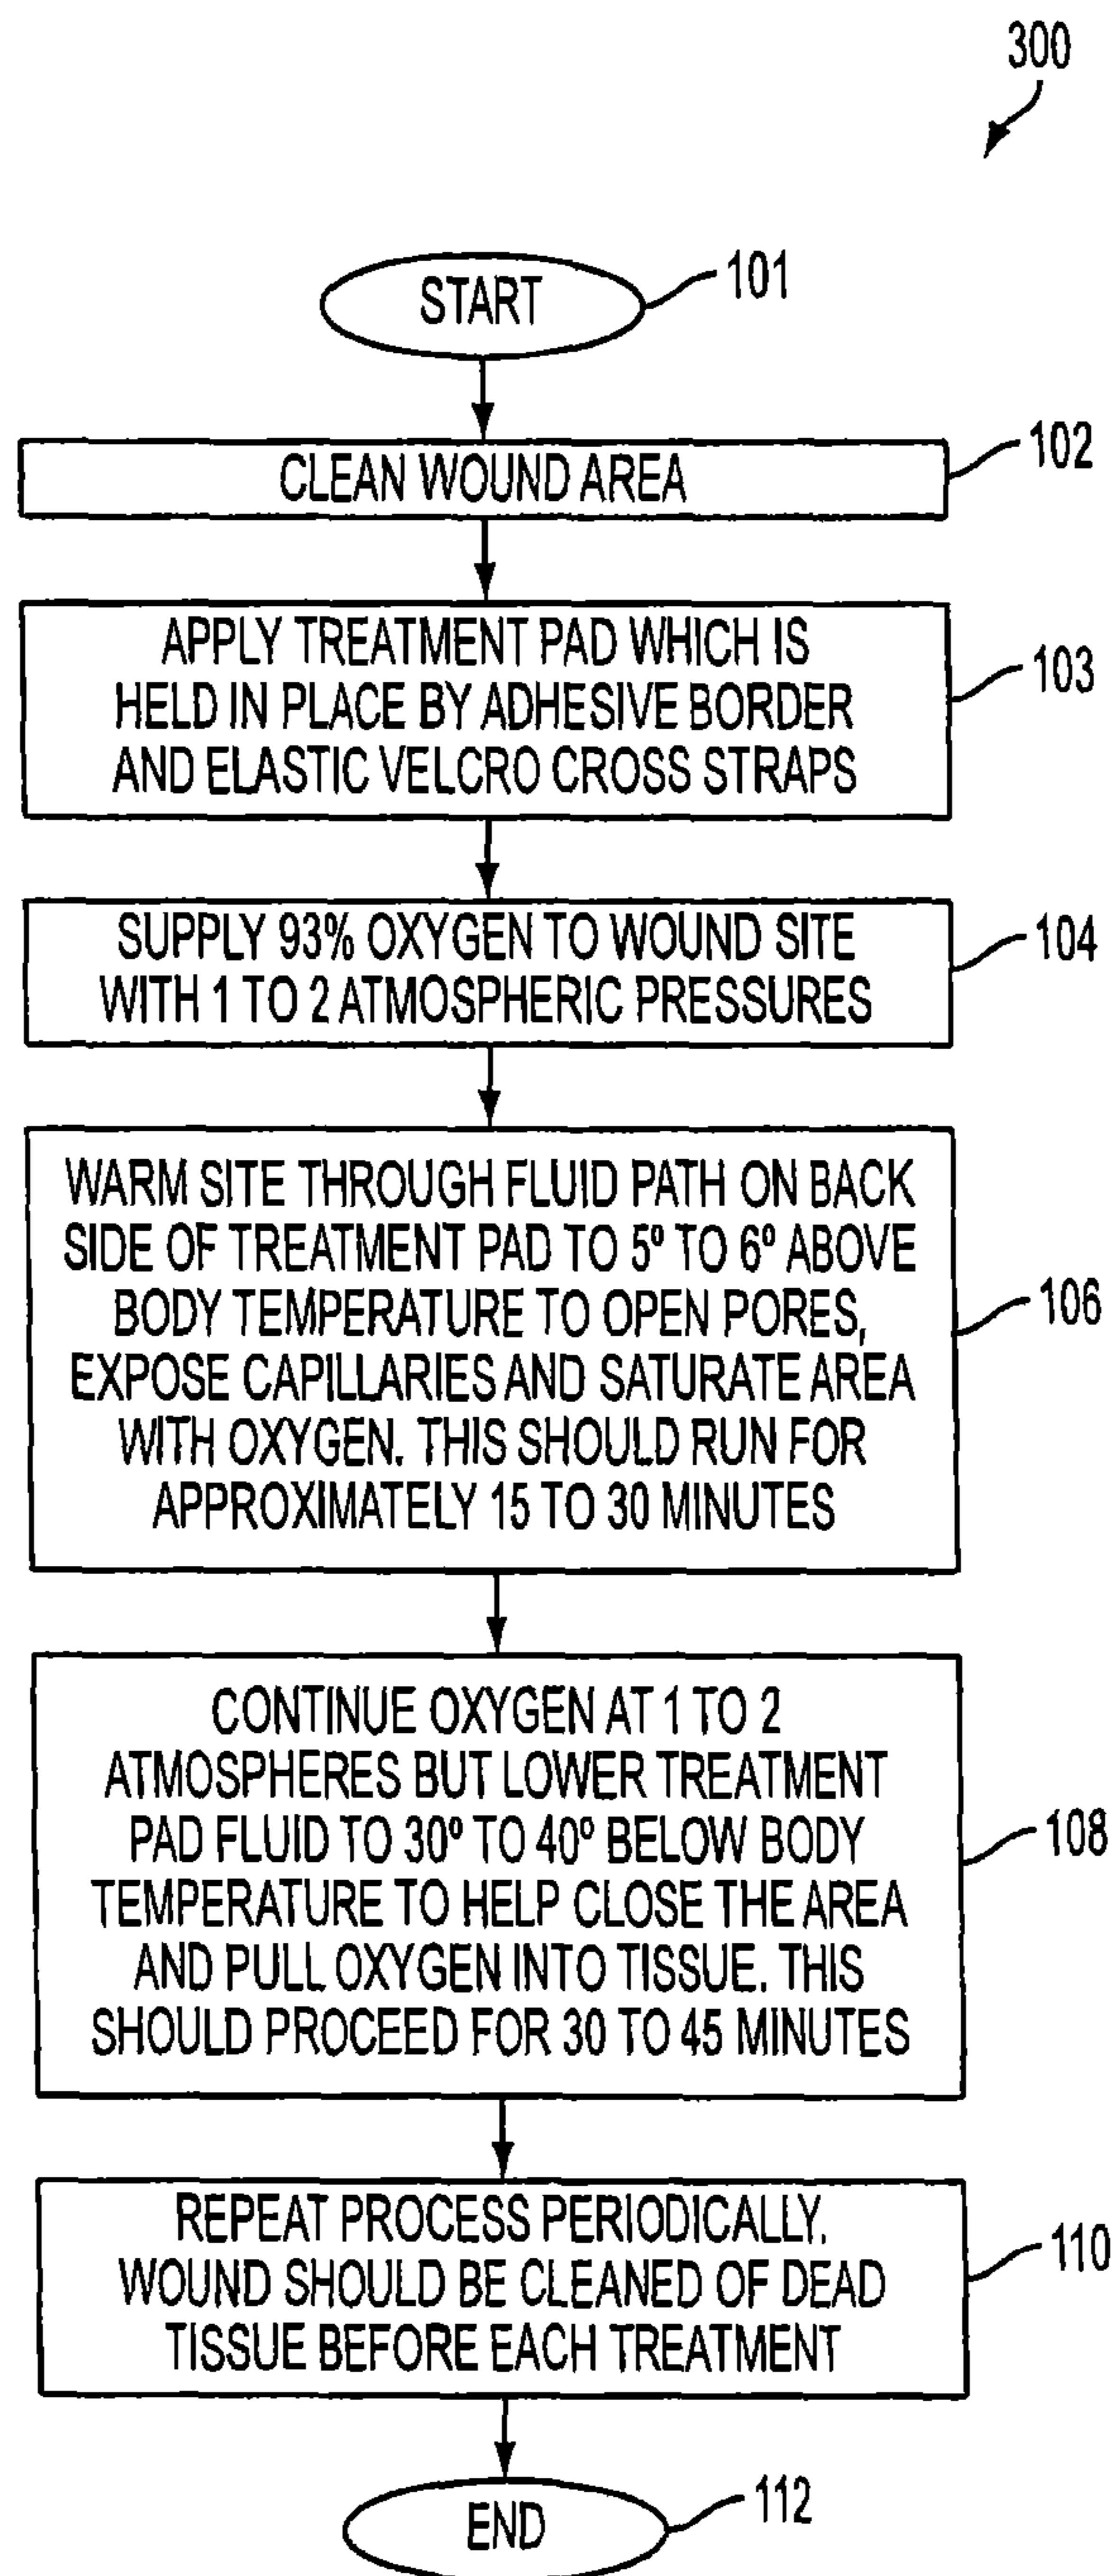 300
START
101
CLEAN WOUND AREA
102
APPLY TREATMENT PAD WHICH IS
HELD IN PLACE BY ADHESIVE BORDER
AND ELASTIC VELCRO CROSS STRAPS
103
SUPPLY 93% OXYGEN TO WOUND SITE
WITH 1 TO 2 ATMOSPHERIC PRESSURES
104
WARM SITE THROUGH FLUID PATH ON BACK
SIDE OF TREATMENT PAD TO 5º TO 6º ABOVE
BODY TEMPERATURE TO OPEN PORES,
EXPOSE CAPILLARIES AND SATURATE AREA
WITH OXYGEN. THIS SHOULD RUN FOR
APPROXIMATELY 15 TO 30 MINUTES
106
CONTINUE OXYGEN AT 1 TO 2
ATMOSPHERES BUT LOWER TREATMENT
PAD FLUID TO 30º TO 40º BELOW BODY
TEMPERATURE TO HELP CLOSE THE AREA
AND PULL OXYGEN INTO TISSUE. THIS
SHOULD PROCEED FOR 30 TO 45 MINUTES
108
REPEAT PROCESS PERIODICALLY.
WOUND SHOULD BE CLEANED OF DEAD
TISSUE BEFORE EACH TREATMENT
110
END
112